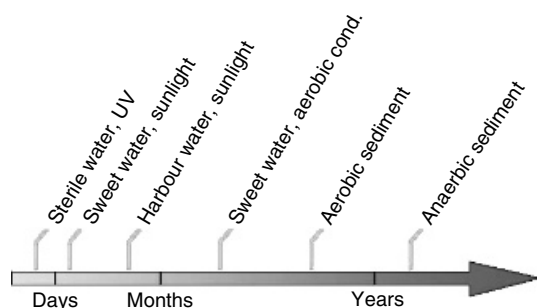 Sterile water, UV
Sweet water, sunlight
Harbour water, sunlight
Sweet water, aerobic cond.
Aerobic sediment
Anaerbic sediment
Days
Months
Years